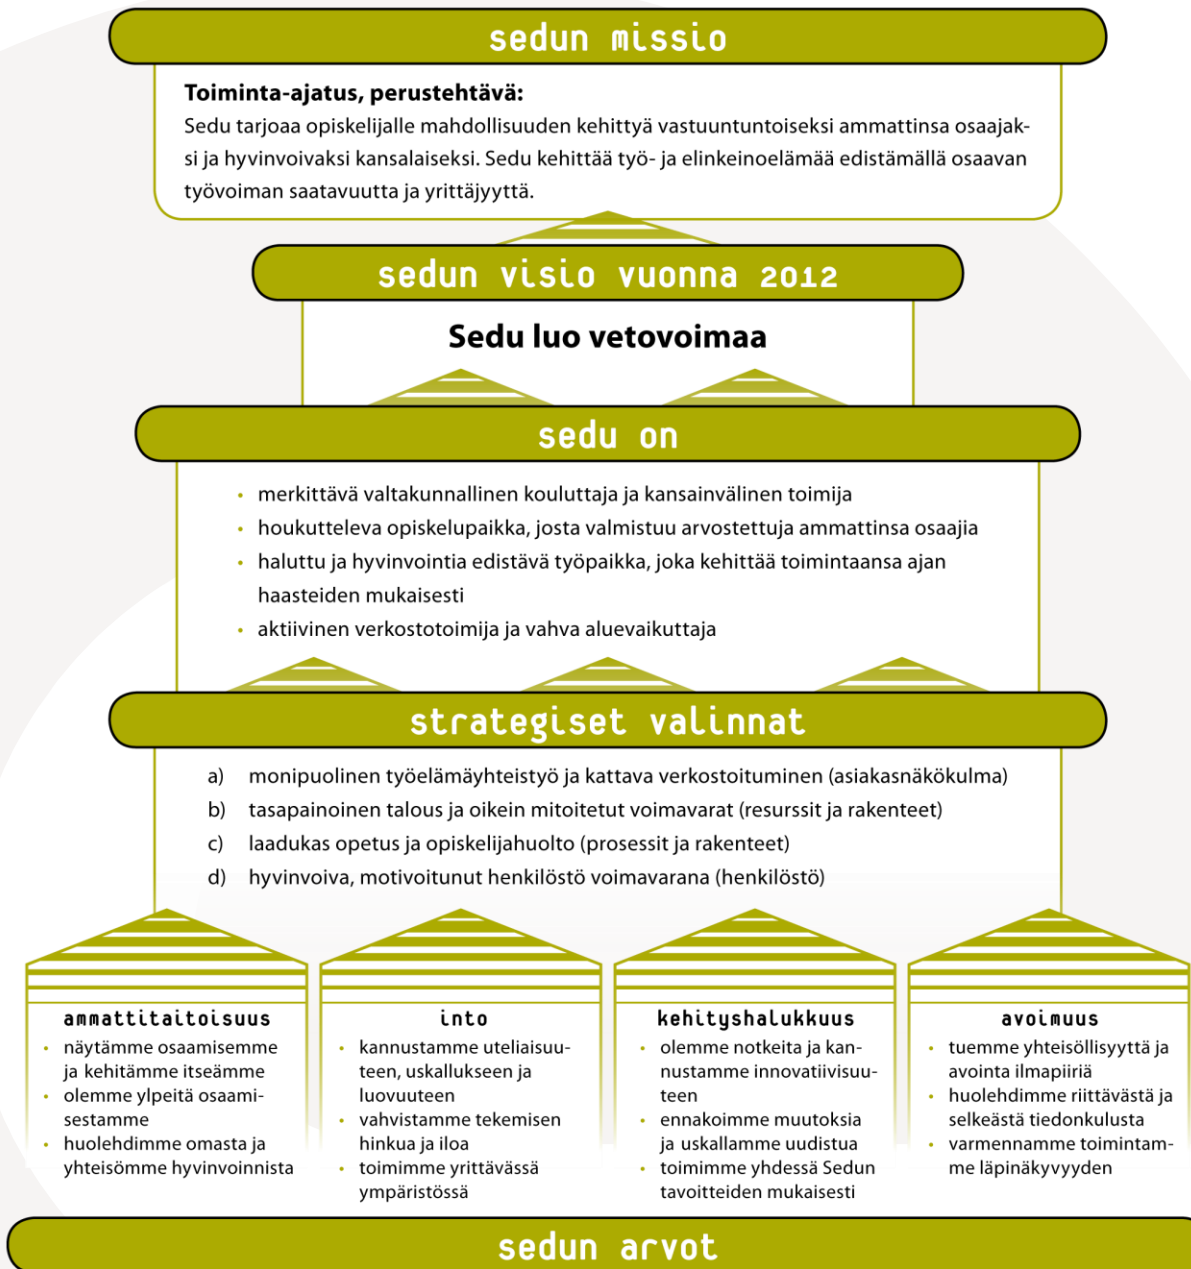 sedun missio
Toiminta-ajatus, perustehtävä:
Sedu tarjoaa opiskelijalle mahdollisuuden kehittyä vastuuntuntoiseksi ammattinsa osaajak-
si ja hyvinvoivaksi kansalaiseksi. Sedu kehittää työ- ja elinkeinoelämää edistämällä osaavan
työvoiman saatavuutta ja yrittäjyyttä.
sedun visio vuonna 2012
Sedu luo vetovoimaa
sedu on
• merkittävä valtakunnallinen kouluttaja ja kansainvälinen toimija
• houkutteleva opiskelupaikka, josta valmistuu arvostettuja ammattinsa osaajia
• haluttu ja hyvinvointia edistävä työpaikka, joka kehittää toimintaansa ajan
haasteiden mukaisesti
• aktiivinen verkostotoimija ja vahva aluevaikuttaja
strategiset valinnat
a) monipuolinen työelämäyhteistyö ja kattava verkostoituminen (asiakasnäkökulma)
b) tasapainoinen talous ja oikein mitoitetut voimavarat (resurssit ja rakenteet)
c) laadukas opetus ja opiskelijahuolto (prosessit ja rakenteet)
d) hyvinvoiva, motivoitunut henkilöstö voimavarana (henkilöstö)
ammattitaitoisuus
• näytämme osaamisemme
ja kehitämme itseämme
• olemme ylpeitä osaami-
sestamme
• huolehdimme omasta ja
yhteisömme hyvinvoinnista
into
• kannustamme uteliaisuu-
teen, uskallukseen ja
luovuuteen
• vahvistamme tekemisen
hinkua ja iloa
• toimimme yrittävässä
ympäristössä
kehityshalukkuus
• olemme notkeita ja kan-
nustamme innovatiivisuu-
teen
• ennakoimme muutoksia
ja uskallamme uudistua
• toimimme yhdessä Sedun
tavoitteiden mukaisesti
avoimuus
• tuemme yhteisöllisyyttä ja
avointa ilmapiiriä
• huolehdimme riittävästä ja
selkeästä tiedonkulusta
• varmennamme toimintam-
me läpinäkyvyyden
sedun arvot